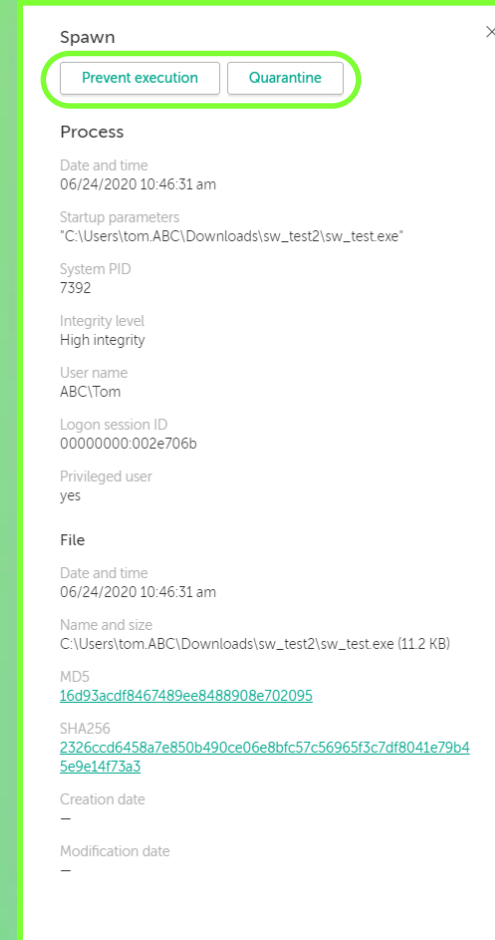 Spawn
Prevent execution Quarantine
Process
Date and time
06/24/2020 10:46:31 am
Startup parameters
"C:\Users\tom.ABC\Downloads\sw_test2\sw_test.exe"
System PID
7392
Integrity level
High integrity
User name
ABC\Tom
Logon session ID
00000000:002e706b
Privileged user
yes
File
Date and time
06/24/2020 10:46:31 am
Name and size
C:\Users\tom.ABC\Downloads\sw_test2\sw_test.exe (11.2 KB)
MD5
16d93acdf8467489ee8488908e702095
SHA256
2326ccd6458a7e850b490ce06e8bfc57c56965f3c7df8041e79b4
5e9e14f73a3
Creation date
—
Modification date
—